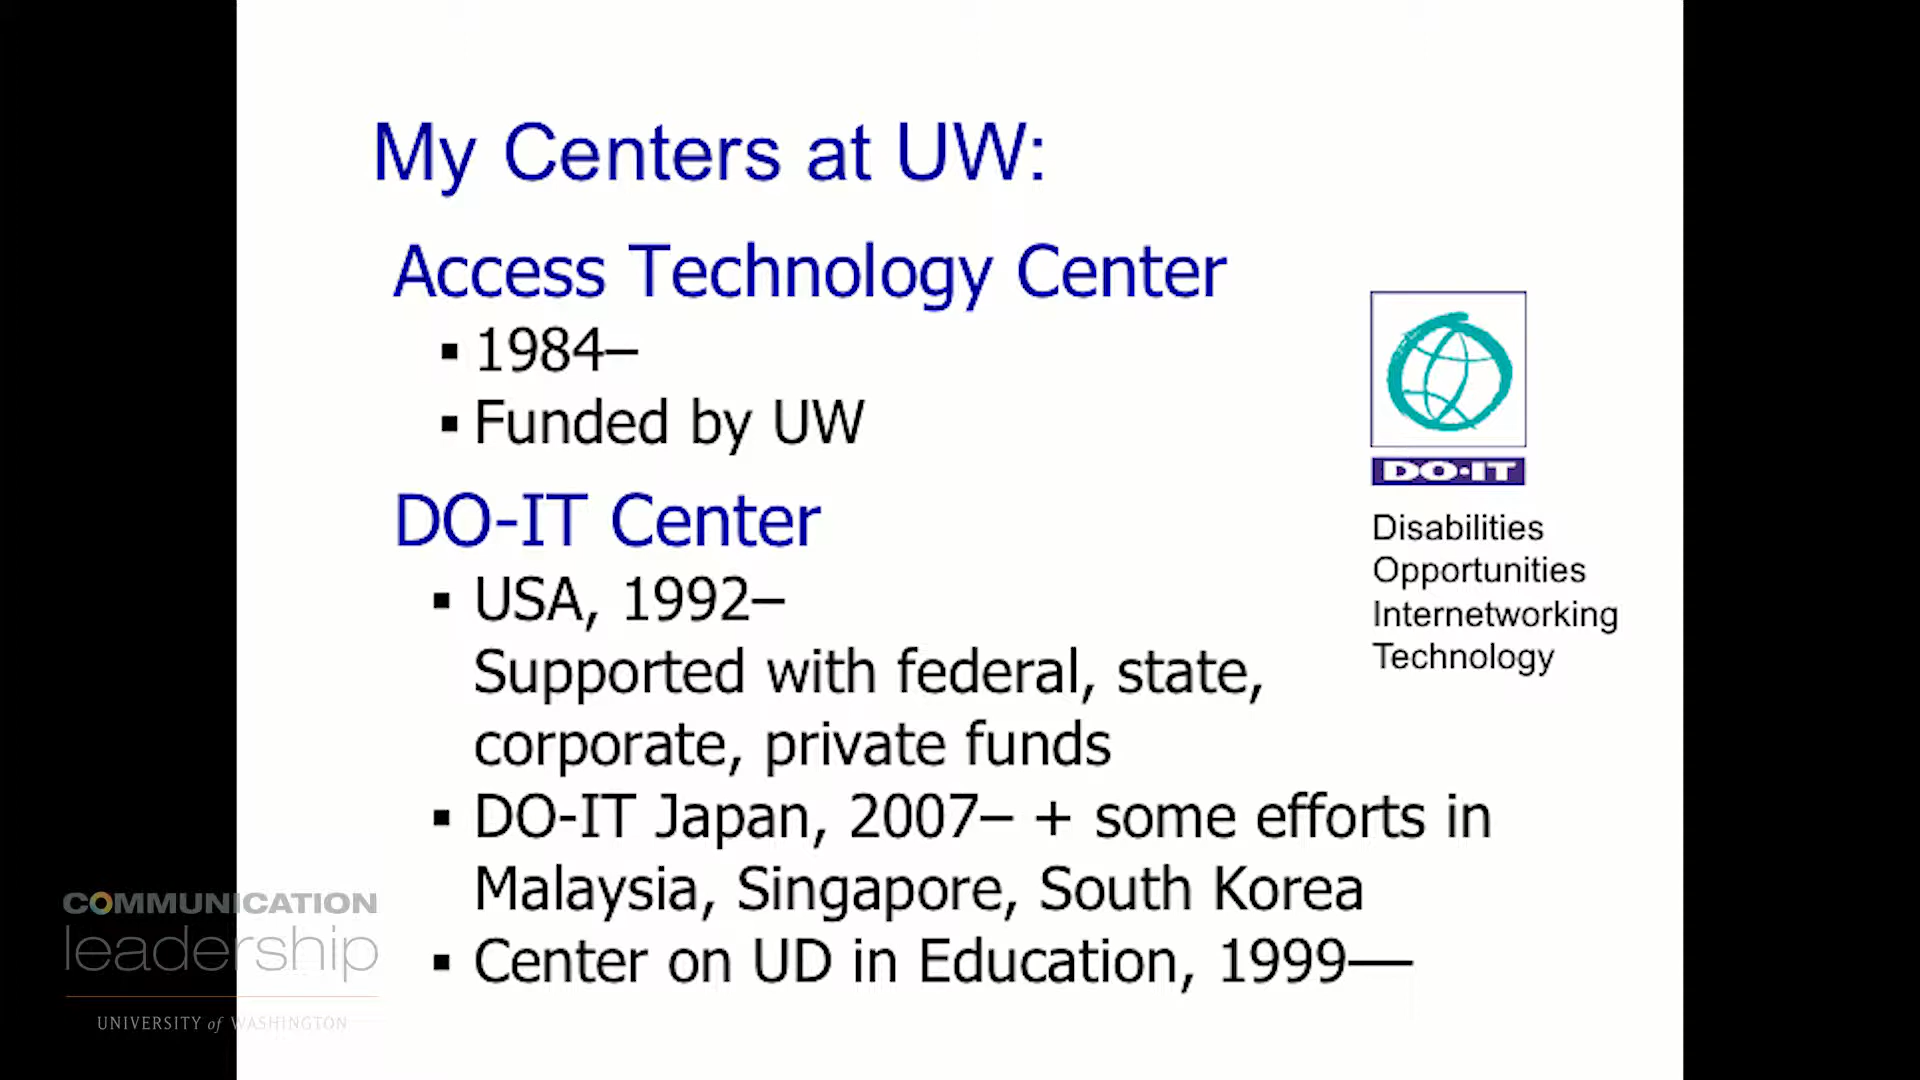 My Centers at UW:
Access Technology Center
▪ 1984–
▪ Funded by UW
DO-IT Center
▪ USA, 1992–
Supported with federal, state,
corporate, private funds
▪ DO-IT Japan, 2007– + some efforts in
Malaysia, Singapore, South Korea
▪ Center on UD in Education, 1999—
DO·IT
Disabilities
Opportunities
Internetworking
Technology
COMMUNICATION
leadership
UNIVERSITY of WASHINGTON